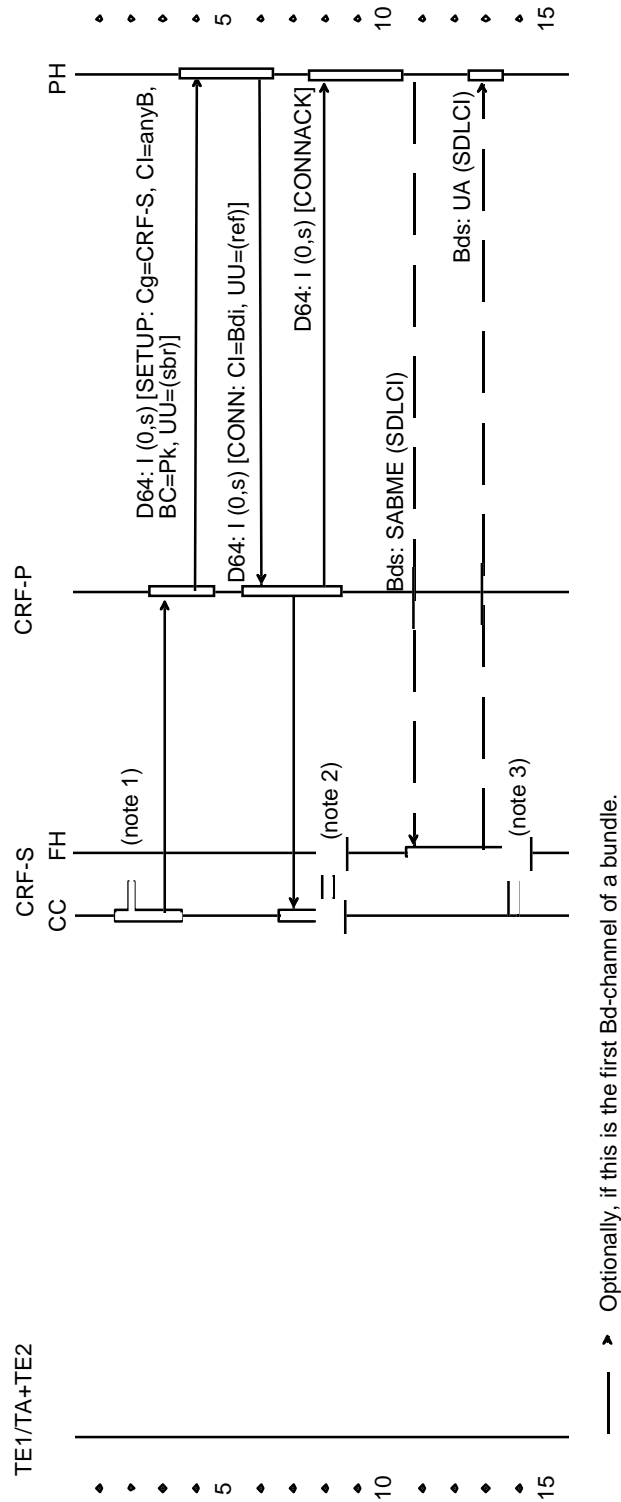 TE1/TA+TE2
CRF-S
CC
FH
CRF-P
PH
(note 1)
D64: I (0,s) [SETUP: Cg=CRF-S, CI=anyB,
BC=Pk, UU=(sbr)]
5
5
D64: I (0,s) [CONN: CI=Bdi, UU=(ref)]
(note 2)
D64: I (0,s) [CONNACK]
10
10
Bds: SABME (SDLCI)
Bds: UA (SDLCI)
(note 3)
15
15
Optionally, if this is the first Bd-channel of a bundle.